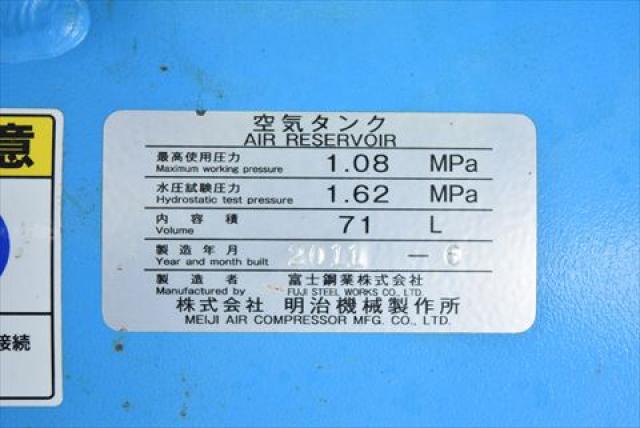 空気タンク
AIR RESERVOIR
最高使用圧力 1.08 MPa
Maximum working pressure
水圧試験圧力 1.62 MPa
Hydrostatic test pressure
内容積 71 L
Volume
製造年月 2011 - 6
Year and month built
製造者 富士鋼業株式会社
Manufactured by FUJI STEEL WORKS CO., LTD.
株式会社 明治機械製作所
MEIJI AIR COMPRESSOR MFG. CO., LTD.
意
接続